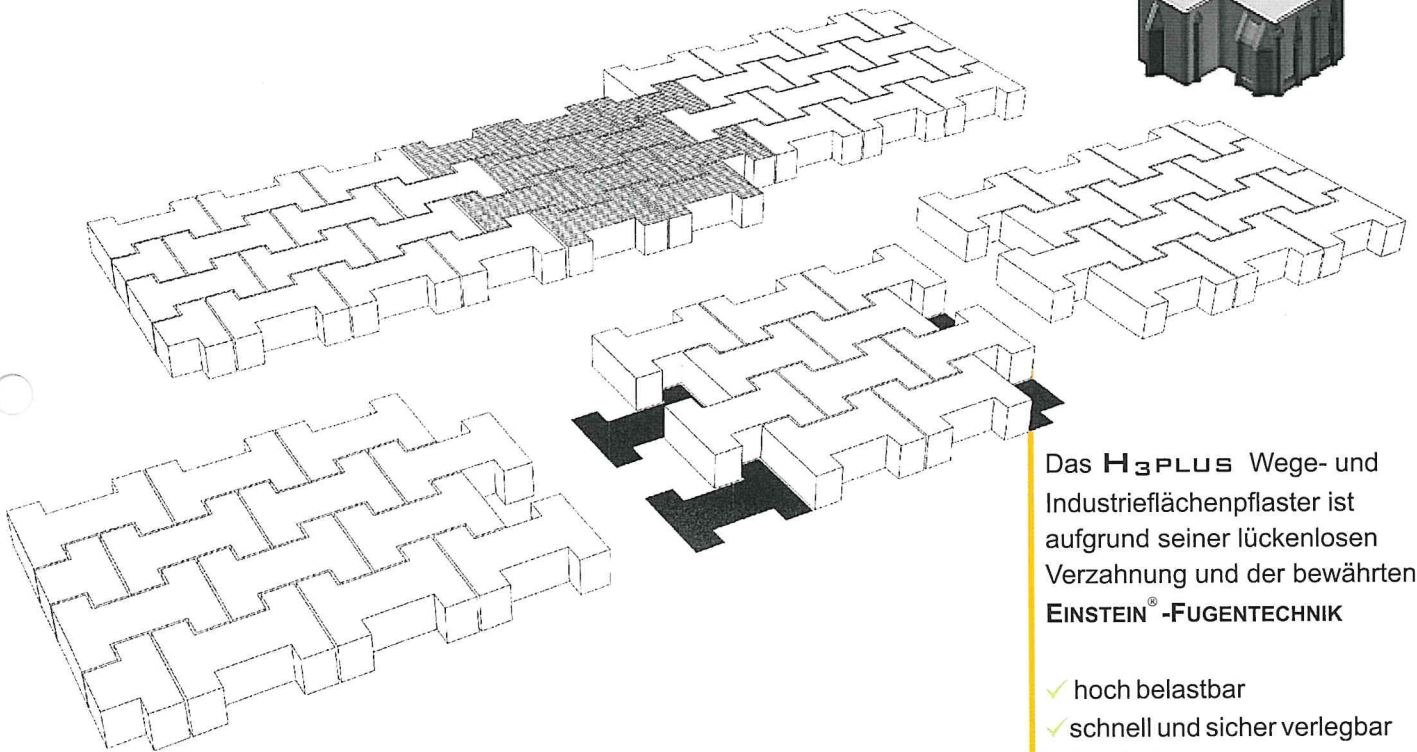 Das H3PLUS Wege- und
Industrieflächenpflaster ist
aufgrund seiner lückenlosen
Verzahnung und der bewährten
EINSTEIN®-FUGENTECHNIK
✓ hoch belastbar
✓ schnell und sicher verlegbar